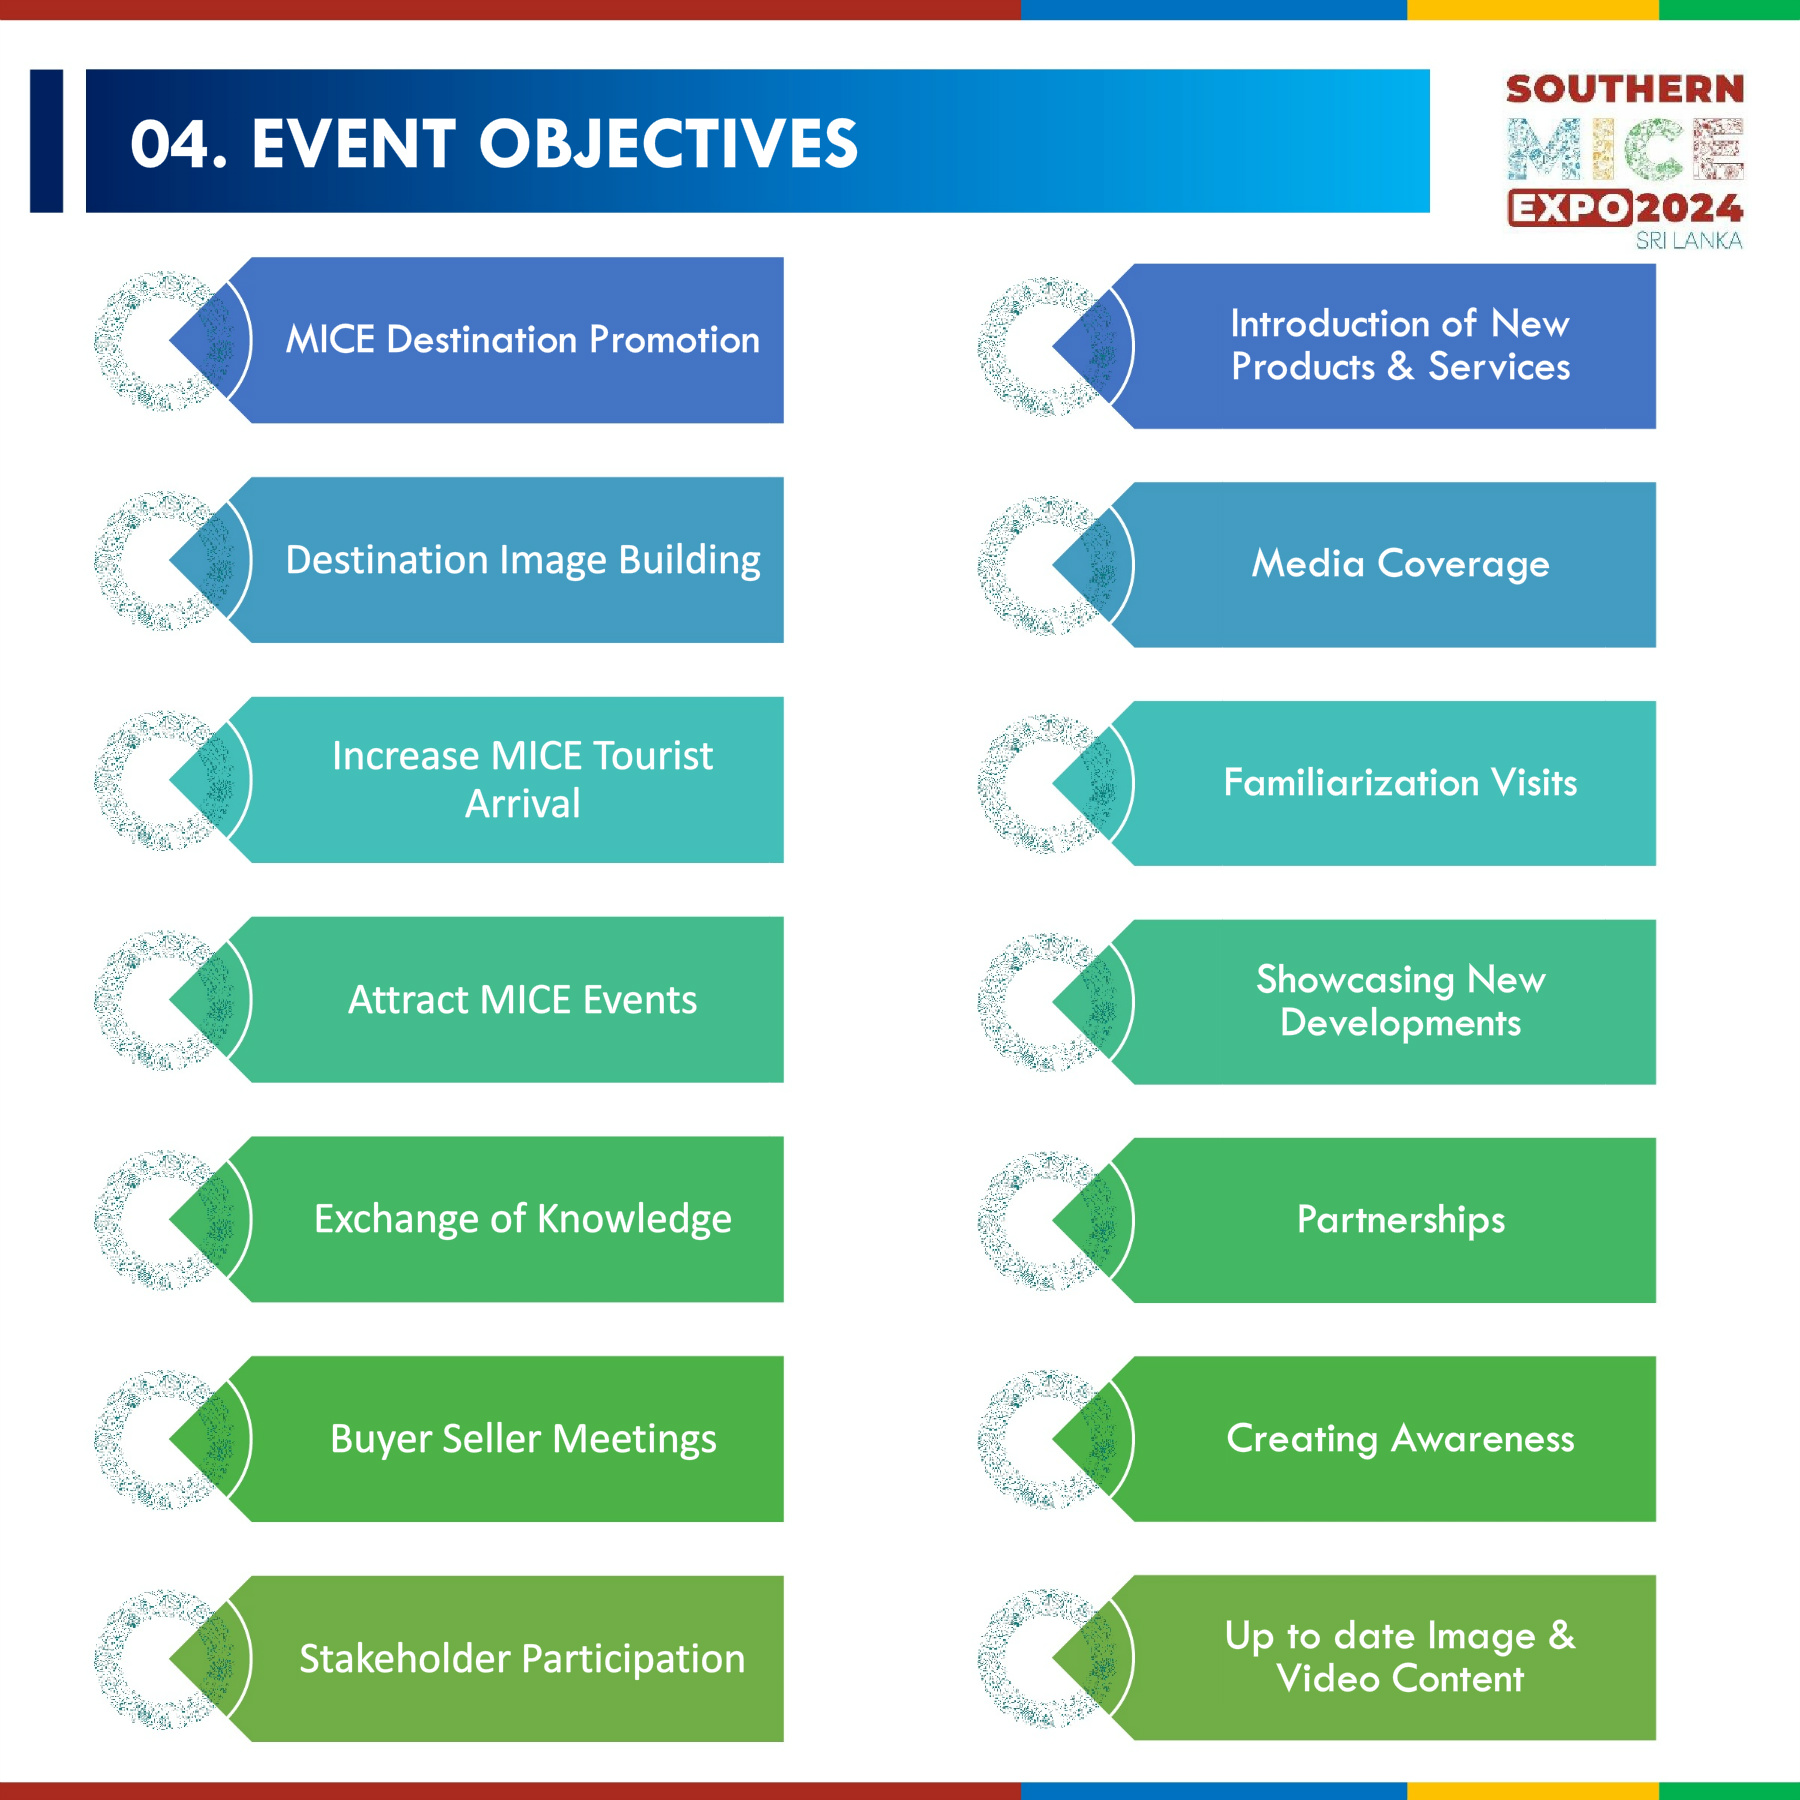 04. EVENT OBJECTIVES
SOUTHERN
MICE
EXPO 2024
SRI LANKA
MICE Destination Promotion
Destination Image Building
Increase MICE Tourist
Arrival
Attract MICE Events
Exchange of Knowledge
Buyer Seller Meetings
Stakeholder Participation
Introduction of New
Products & Services
Media Coverage
Familiarization Visits
Showcasing New
Developments
Partnerships
Creating Awareness
Up to date Image &
Video Content